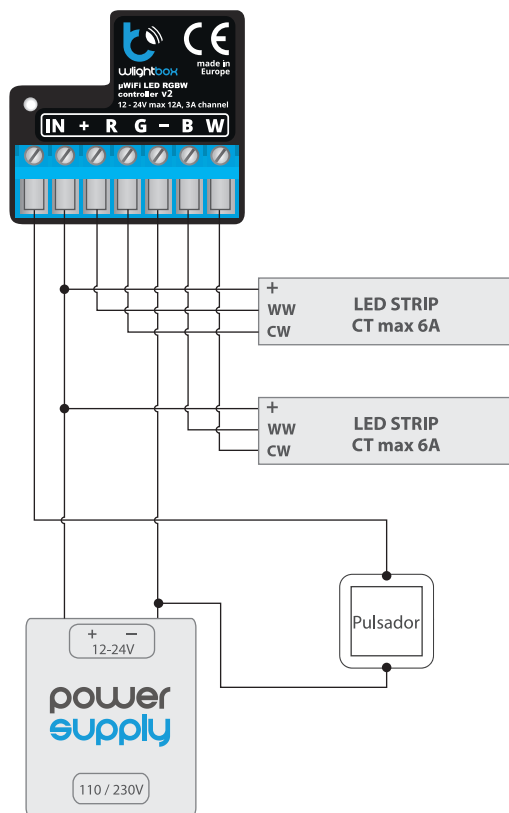 wlightbox
made in
Europe
µWiFi LED RGBW
controller v2
12 - 24V max 12A, 3A channel
IN + R G − B W
+
WW
CW
LED STRIP
CT max 6A
+
WW
CW
LED STRIP
CT max 6A
Pulsador
+ −
12-24V
power
supply
110 / 230V